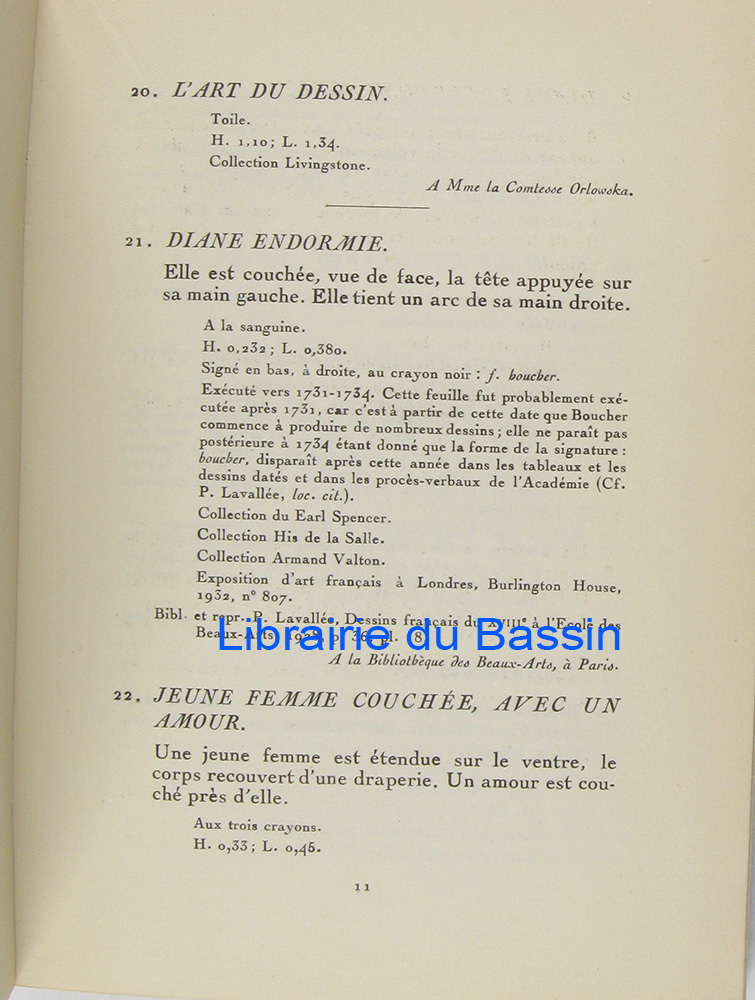 20. L'ART DU DESSIN.
Toile.
H. 1,10; L. 1,34.
Collection Livingstone.
A Mme la Comtesse Orlowska.
21. DIANE ENDORMIE.
Elle est couchée, vue de face, la tête appuyée sur
sa main gauche. Elle tient un arc de sa main droite.
A la sanguine.
H. 0,232; L. 0,380.
Signé en bas, à droite, au crayon noir : f. boucher.
Exécuté vers 1731-1734. Cette feuille fut probablement exé-
cutée après 1731, car c'est à partir de cette date que Boucher
commence à produire de nombreux dessins; elle ne paraît pas
postérieure à 1734 étant donné que la forme de la signature :
boucher, disparaît après cette année dans les tableaux et les
dessins datés et dans les procès-verbaux de l'Académie (Cf.
P. Lavallée, loc. cit.).
Collection du Earl Spencer.
Collection His de la Salle.
Collection Armand Valton.
Exposition d'art français à Londres, Burlington House,
1932, n° 807.
Bibl. et repr. P. Lavallée, Dessins français du XVIIIe à l'Ecole des
Beaux-Arts
Librairie du Bassin
A la Bibliothèque des Beaux-Arts, à Paris.
22. JEUNE FEMME COUCHÉE, AVEC UN
AMOUR.
Une jeune femme est étendue sur le ventre, le
corps recouvert d'une draperie. Un amour est cou-
ché près d'elle.
Aux trois crayons.
H. 0,33; L. 0,46.
11